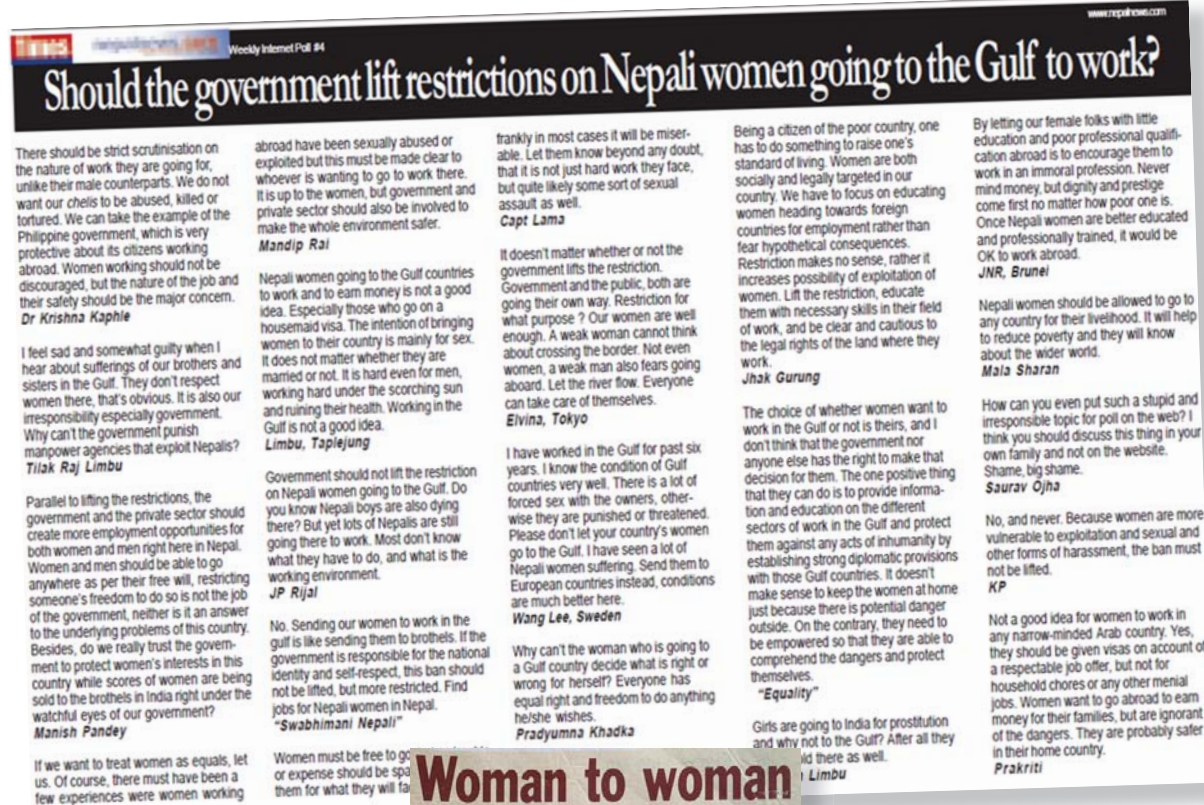 www.nepalnews.com
Times
Weekly Internet Poll #4
Should the government lift restrictions on Nepali women going to the Gulf to work?
There should be strict scrutinisation on
the nature of work they are going for,
unlike their male counterparts. We do not
want our chelis to be abused, killed or
tortured. We can take the example of the
Philippine government, which is very
protective about its citizens working
abroad. Women working should not be
discouraged, but the nature of the job and
their safety should be the major concern.
Dr Krishna Kaphle
I feel sad and somewhat guilty when I
hear about sufferings of our brothers and
sisters in the Gulf. They don't respect
women there, that's obvious. It is also our
irresponsibility especially government.
Why can't the government punish
manpower agencies that exploit Nepalis?
Tilak Raj Limbu
Parallel to lifting the restrictions, the
government and the private sector should
create more employment opportunities for
both women and men right here in Nepal.
Women and men should be able to go
anywhere as per their free will, restricting
someone's freedom to do so is not the job
of the government, neither is it an answer
to the underlying problems of this country.
Besides, do we really trust the govern-
ment to protect women's interests in this
country while scores of women are being
sold to the brothels in India right under the
watchful eyes of our government?
Manish Pandey
If we want to treat women as equals, let
us. Of course, there must have been a
few experiences were women working
abroad have been sexually abused or
exploited but this must be made clear to
whoever is wanting to go to work there.
It is up to the women, but government and
private sector should also be involved to
make the whole environment safer.
Mandip Rai
Nepali women going to the Gulf countries
to work and to earn money is not a good
idea. Especially those who go on a
housemaid visa. The intention of bringing
women to their country is mainly for sex.
It does not matter whether they are
married or not. It is hard even for men,
working hard under the scorching sun
and ruining their health. Working in the
Gulf is not a good idea.
Limbu, Taplejung
Government should not lift the restriction
on Nepali women going to the Gulf. Do
you know Nepali boys are also dying
there? But yet lots of Nepalis are still
going there to work. Most don't know
what they have to do, and what is the
working environment.
JP Rijal
No. Sending our women to work in the
gulf is like sending them to brothels. If the
government is responsible for the national
identity and self-respect, this ban should
not be lifted, but more restricted. Find
jobs for Nepali women in Nepal.
"Swabhimani Nepali"
Women must be free to go
or expense should be spa
them for what they will fa
frankly in most cases it will be miser-
able. Let them know beyond any doubt,
that it is not just hard work they face,
but quite likely some sort of sexual
assault as well.
Capt Lama
It doesn't matter whether or not the
government lifts the restriction.
Government and the public, both are
going their own way. Restriction for
what purpose ? Our women are well
enough. A weak woman cannot think
about crossing the border. Not even
women, a weak man also fears going
aboard. Let the river flow. Everyone
can take care of themselves.
Elvina, Tokyo
I have worked in the Gulf for past six
years. I know the condition of Gulf
countries very well. There is a lot of
forced sex with the owners, other-
wise they are punished or threatened.
Please don't let your country's women
go to the Gulf. I have seen a lot of
Nepali women suffering. Send them to
European countries instead, conditions
are much better here.
Wang Lee, Sweden
Why can't the woman who is going to
a Gulf country decide what is right or
wrong for herself? Everyone has
equal right and freedom to do anything
he/she wishes.
Pradyumna Khadka
Being a citizen of the poor country, one
has to do something to raise one's
standard of living. Women are both
socially and legally targeted in our
country. We have to focus on educating
women heading towards foreign
countries for employment rather than
fear hypothetical consequences.
Restriction makes no sense, rather it
increases possibility of exploitation of
women. Lift the restriction, educate
them with necessary skills in their field
of work, and be clear and cautious to
the legal rights of the land where they
work.
Jhak Gurung
The choice of whether women want to
work in the Gulf or not is theirs, and I
don't think that the government nor
anyone else has the right to make that
decision for them. The one positive thing
that they can do is to provide informa-
tion and education on the different
sectors of work in the Gulf and protect
them against any acts of inhumanity by
establishing strong diplomatic provisions
with those Gulf countries. It doesn't
make sense to keep the women at home
just because there is potential danger
outside. On the contrary, they need to
be empowered so that they are able to
comprehend the dangers and protect
themselves.
"Equality"
Girls are going to India for prostitution
and why not to the Gulf? After all they
ld there as well.
Limbu
By letting our female folks with little
education and poor professional qualifi-
cation abroad is to encourage them to
work in an immoral profession. Never
mind money, but dignity and prestige
come first no matter how poor one is.
Once Nepali women are better educated
and professionally trained, it would be
OK to work abroad.
JNR, Brunei
Nepali women should be allowed to go to
any country for their livelihood. It will help
to reduce poverty and they will know
about the wider world.
Mala Sharan
How can you even put such a stupid and
irresponsible topic for poll on the web? I
think you should discuss this thing in your
own family and not on the website.
Shame, big shame.
Saurav Ojha
No, and never. Because women are more
vulnerable to exploitation and sexual and
other forms of harassment, the ban must
not be lifted.
KP
Not a good idea for women to work in
any narrow-minded Arab country. Yes,
they should be given visas on account of
a respectable job offer, but not for
household chores or any other menial
jobs. Women want to go abroad to earn
money for their families, but are ignorant
of the dangers. They are probably safer
in their home country.
Prakriti
Woman to woman